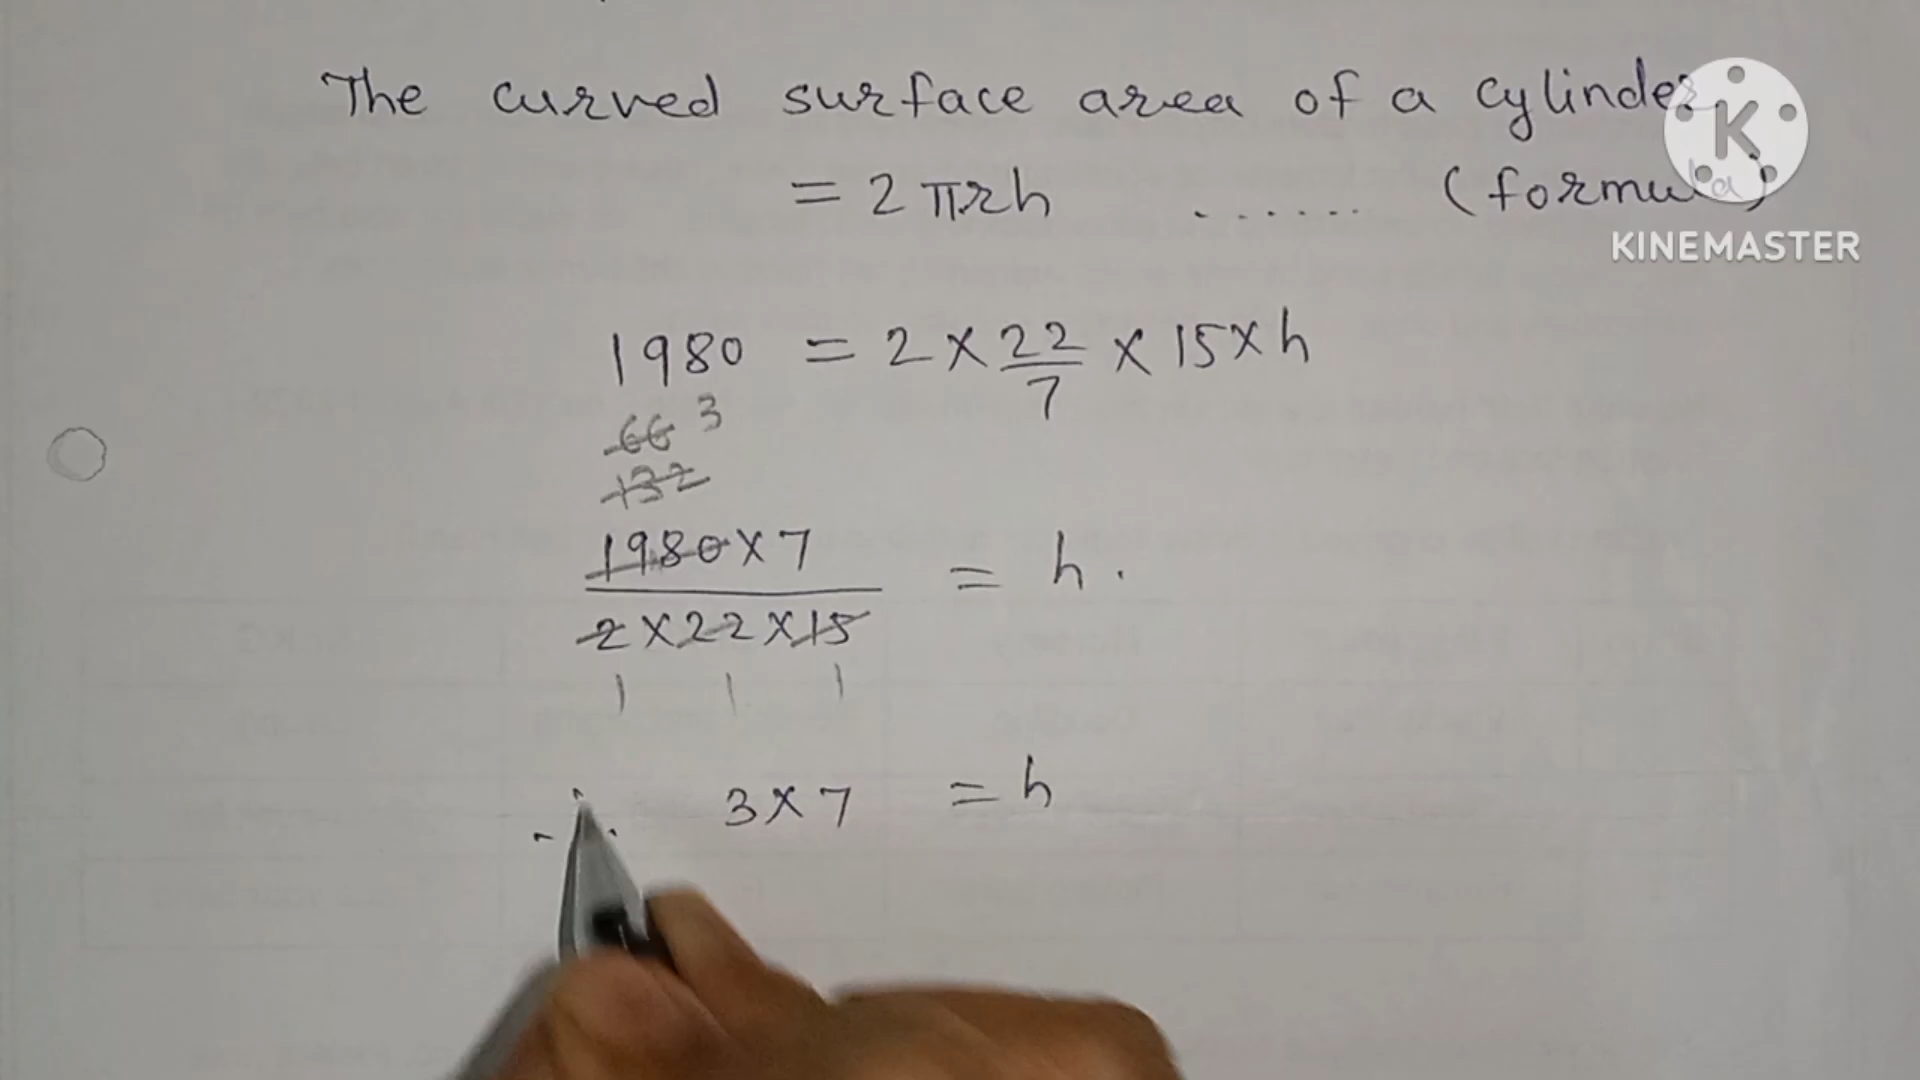 The curved surface area of a cylinder
= 2πrh ...... (formula)
KINEMASTER
1980 = 2 × 22/7 × 15 × h
66 3
132
1980 × 7 / 2 × 22 × 15 = h .
1 1 1
∴ 3 × 7 = h